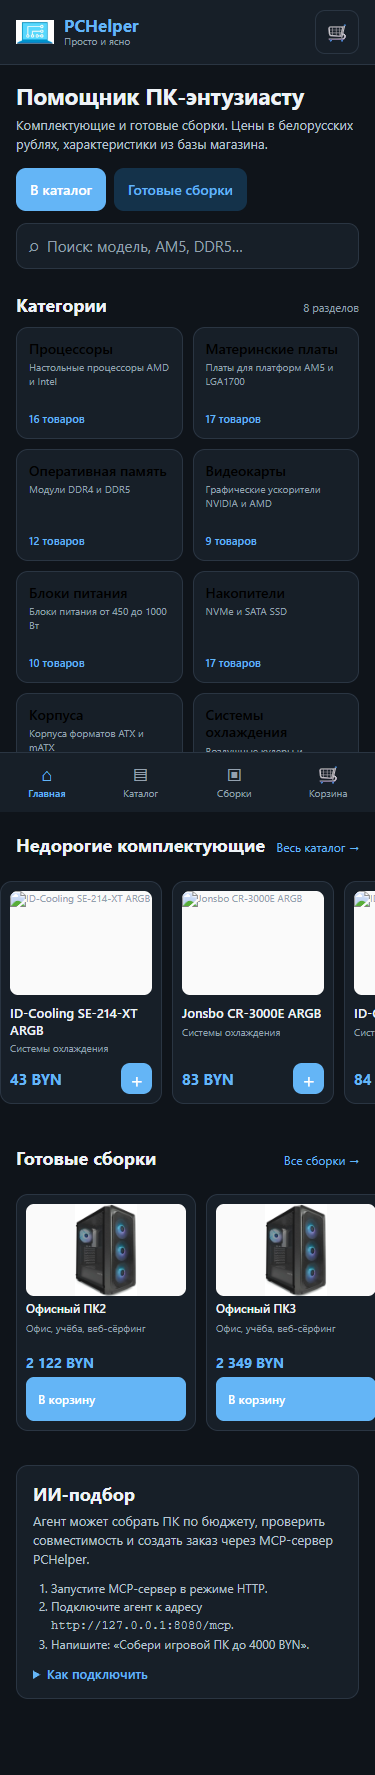 PCHelper
Просто и ясно
Помощник ПК-энтузиасту
Комплектующие и готовые сборки. Цены в белорусских
рублях, характеристики из базы магазина.
В каталог
Готовые сборки
Поиск: модель, AM5, DDR5...
Категории
8 разделов
Процессоры
Настольные процессоры AMD
и Intel
16 товаров
Материнские платы
Платы для платформ AM5 и
LGA1700
17 товаров
Оперативная память
Модули DDR4 и DDR5
12 товаров
Видеокарты
Графические ускорители
NVIDIA и AMD
9 товаров
Блоки питания
Блоки питания от 450 до 1000
Вт
10 товаров
Накопители
NVMe и SATA SSD
17 товаров
Корпуса
Корпуса форматов ATX и
mATX
Системы
охлаждения
Воздушные кулеры и
Главная
Каталог
Сборки
Корзина
Недорогие комплектующие
Весь каталог →
ID-Cooling SE-214-XT ARGB
ID-Cooling SE-214-XT
ARGB
Системы охлаждения
43 BYN
+
Jonsbo CR-3000E ARGB
Jonsbo CR-3000E ARGB
Системы охлаждения
83 BYN
+
ID-C
Сист
84
Готовые сборки
Все сборки →
Офисный ПК2
Офис, учёба, веб-сёрфинг
2 122 BYN
В корзину
Офисный ПК3
Офис, учёба, веб-сёрфинг
2 349 BYN
В корзину
ИИ-подбор
Агент может собрать ПК по бюджету, проверить
совместимость и создать заказ через MCP-сервер
PCHelper.
1. Запустите MCP-сервер в режиме HTTP.
2. Подключите агент к адресу
http://127.0.0.1:8080/mcp.
3. Напишите: «Собери игровой ПК до 4000 BYN».
Как подключить